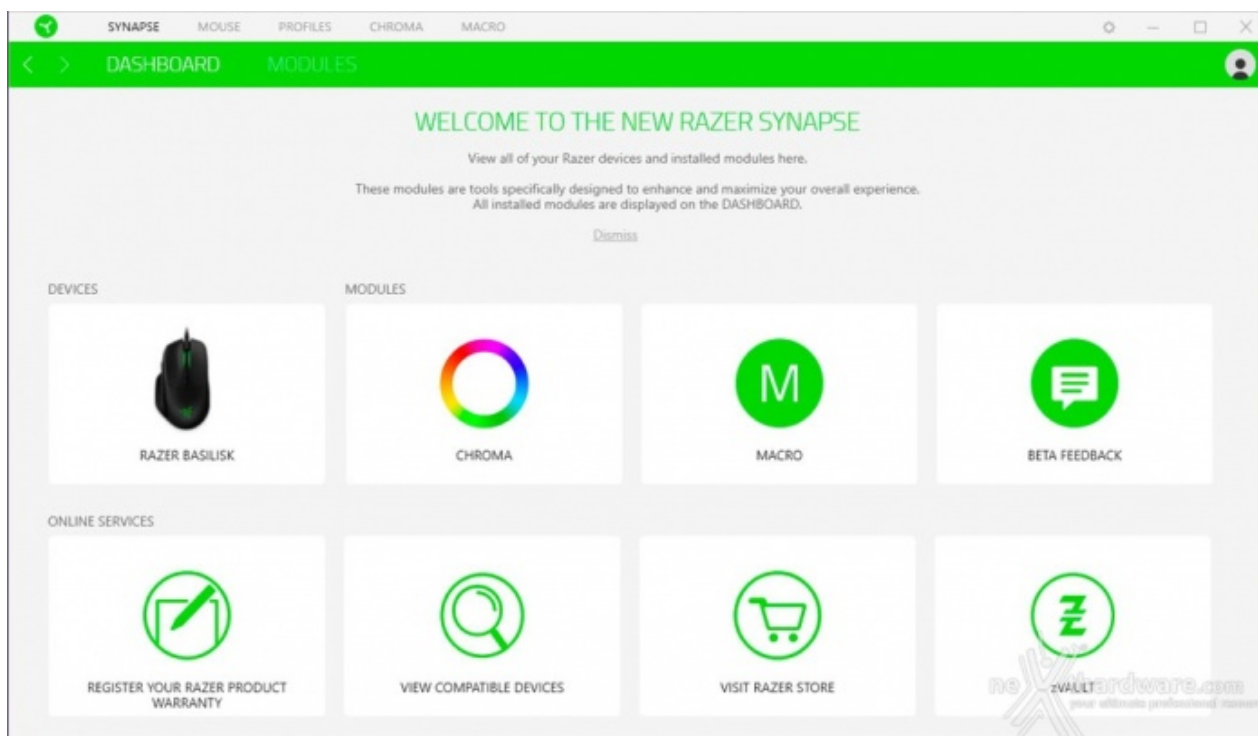 SYNAPSE MOUSE PROFILES CHROMA MACRO
DASHBOARD MODULES
WELCOME TO THE NEW RAZER SYNAPSE
View all of your Razer devices and installed modules here.
These modules are tools specifically designed to enhance and maximize your overall experience.
All installed modules are displayed on the DASHBOARD.
Dismiss
DEVICES MODULES
M
RAZER BASILISK CHROMA MACRO BETA FEEDBACK
ONLINE SERVICES
REGISTER YOUR RAZER PRODUCT
WARRANTY
VIEW COMPATIBLE DEVICES VISIT RAZER STORE zVAULT
your ultimate professional